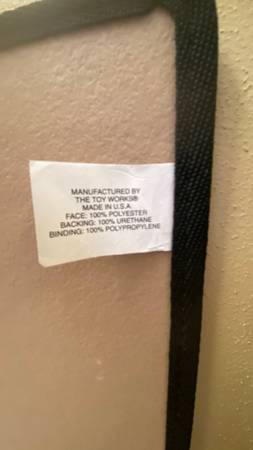 MANUFACTURED BY
THE TOY WORKS®
MADE IN U.S.A.
FACE: 100% POLYESTER
BACKING: 100% URETHANE
BINDING: 100% POLYPROPYLENE